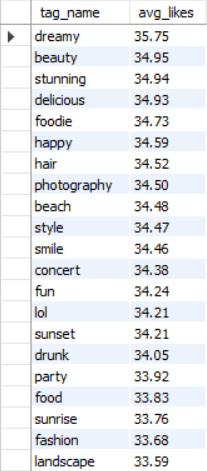 tag_name avg_likes
dreamy 35.75
beauty 34.95
stunning 34.94
delicious 34.93
foodie 34.73
happy 34.59
hair 34.52
photography 34.50
beach 34.48
style 34.47
smile 34.46
concert 34.38
fun 34.24
lol 34.21
sunset 34.21
drunk 34.05
party 33.92
food 33.83
sunrise 33.76
fashion 33.68
landscape 33.59